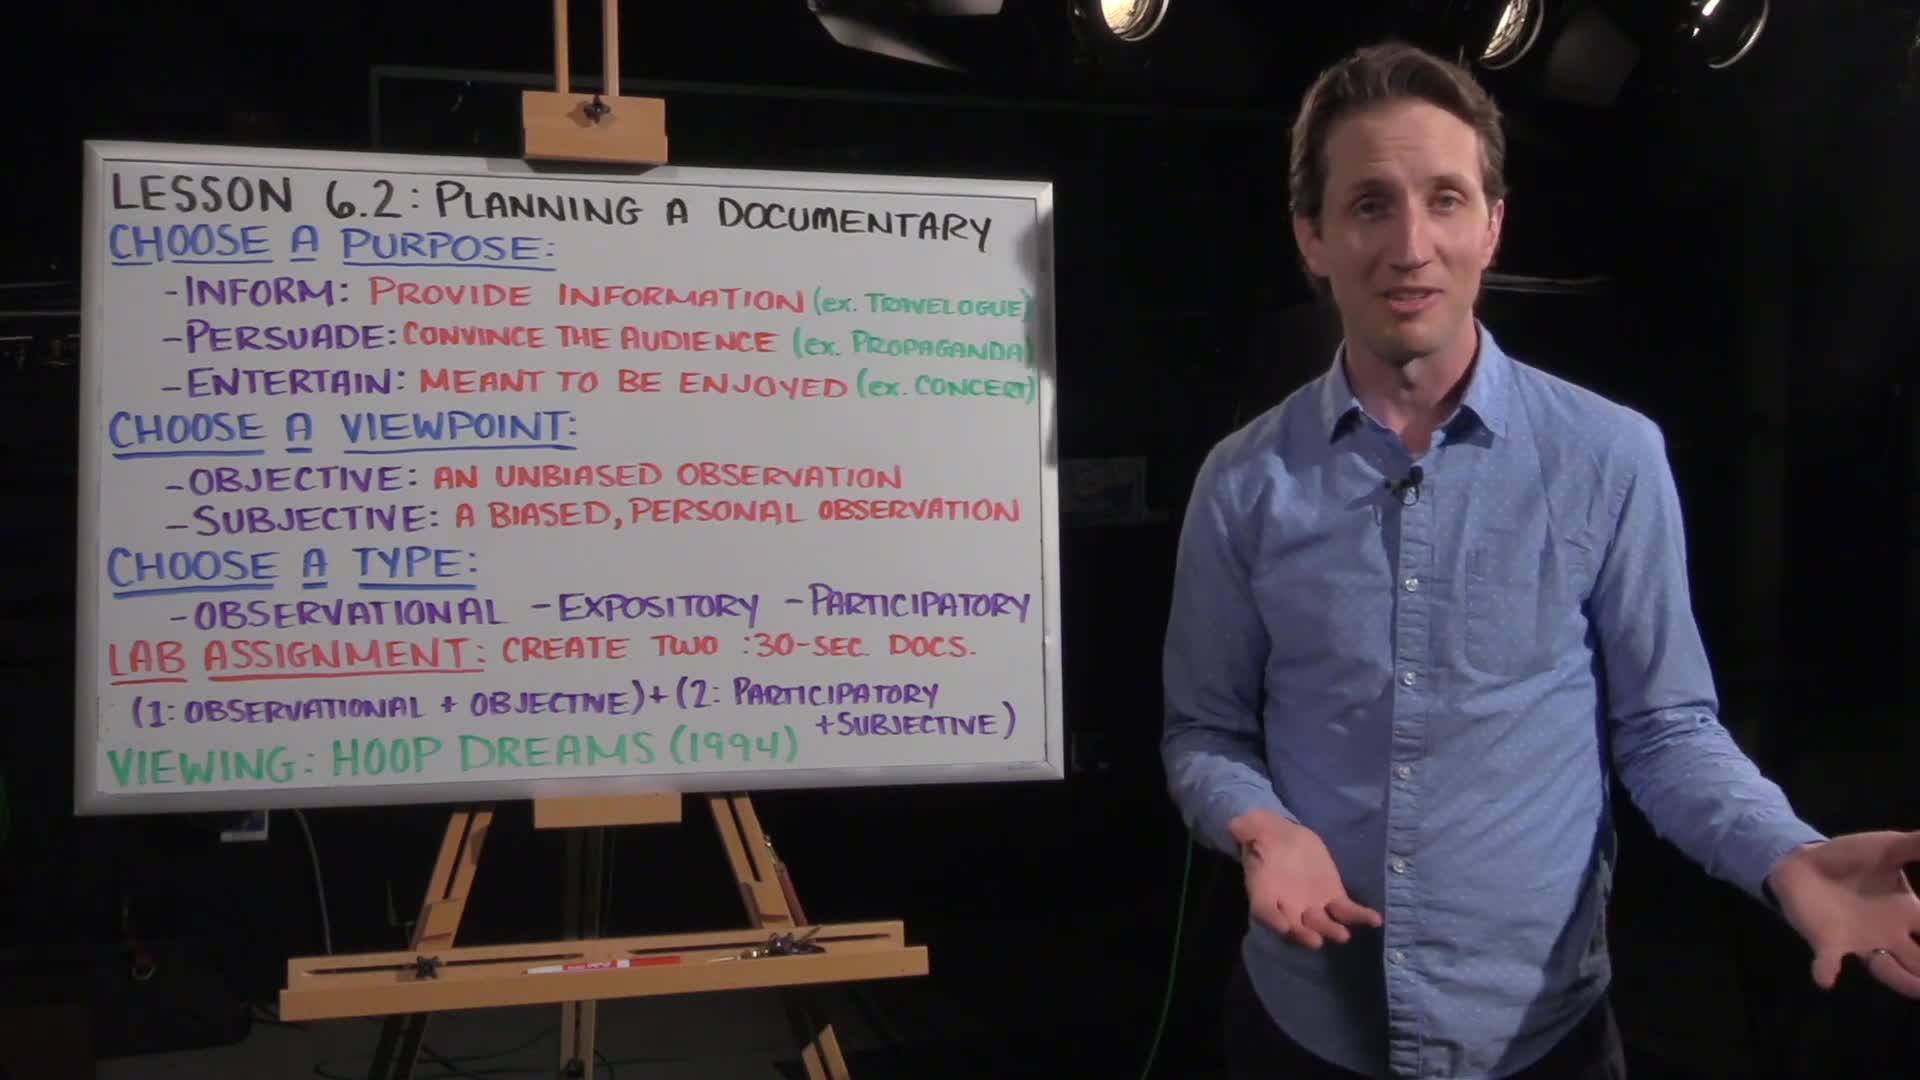 LESSON 6.2: PLANNING A DOCUMENTARY
CHOOSE A PURPOSE:
- INFORM: PROVIDE INFORMATION (ex. TRAVELOGUE)
- PERSUADE: CONVINCE THE AUDIENCE (ex. PROPAGANDA)
- ENTERTAIN: MEANT TO BE ENJOYED (ex. CONCERT)
CHOOSE A VIEWPOINT:
- OBJECTIVE: AN UNBIASED OBSERVATION
- SUBJECTIVE: A BIASED, PERSONAL OBSERVATION
CHOOSE A TYPE:
- OBSERVATIONAL - EXPOSITORY - PARTICIPATORY
LAB ASSIGNMENT: CREATE TWO :30-SEC. DOCS.
(1: OBSERVATIONAL + OBJECTIVE) + (2: PARTICIPATORY
+ SUBJECTIVE)
VIEWING: HOOP DREAMS (1994)